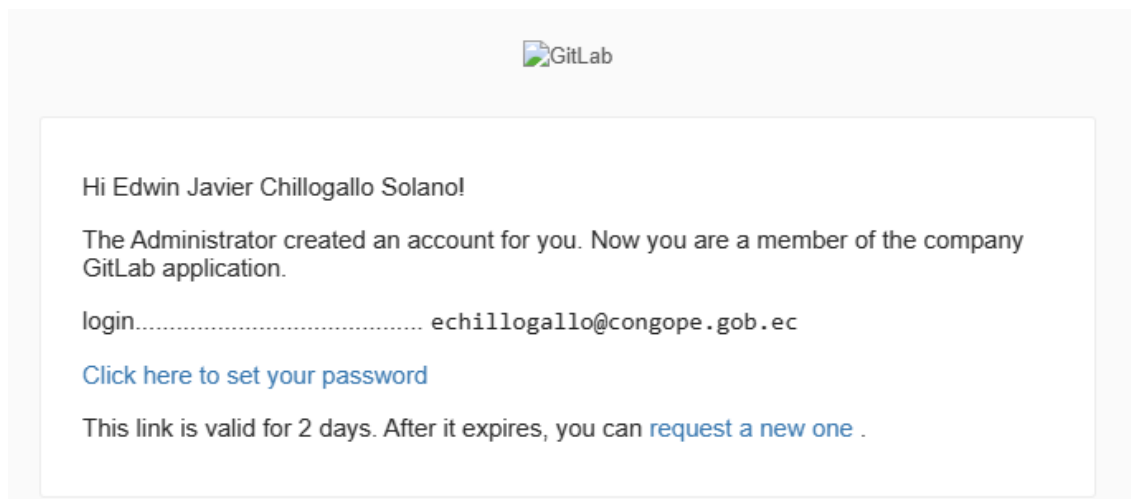 GitLab
Hi Edwin Javier Chillogallo Solano!
The Administrator created an account for you. Now you are a member of the company
GitLab application.
login.......................................... echillogallo@congope.gob.ec
Click here to set your password
This link is valid for 2 days. After it expires, you can request a new one .